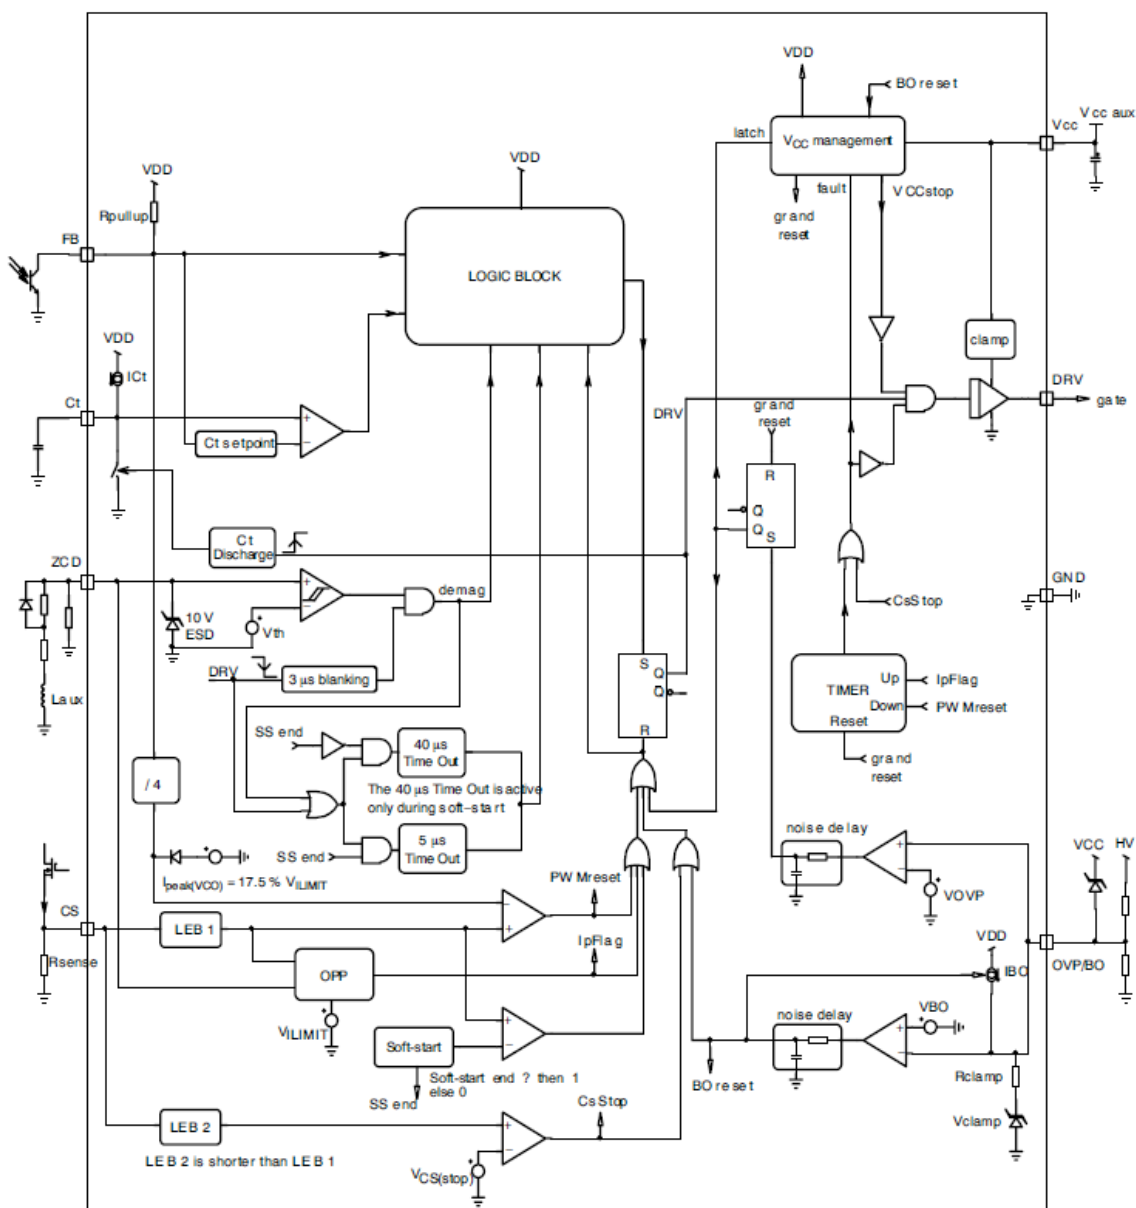 VDD
BO reset
Vcc
Vcc aux
latch
VCC management
fault
VCCstop
grand
reset
VDD
VDD
Rpullup
FB
LOGIC BLOCK
VDD
ICt
clamp
Ct
DRV
DRV
gate
grand
reset
Ct setpoint
R
Q
Q
S
Ct
Discharge
ZCD
demag
GND
CsStop
10 V
ESD
Vth
DRV
3 µs blanking
S
Q
Q
R
Laux
TIMER
Up
IpFlag
Down
PWMreset
Reset
SS end
40 µs
Time Out
grand
reset
/ 4
The 40 µs Time Out is active
only during soft-start
5 µs
Time Out
SS end
noise delay
VCC
HV
Ipeak(VCO) = 17.5 % VILIMIT
PWMreset
VOVP
CS
LEB 1
IpFlag
VDD
Rsense
OPP
IBO
OVP/BO
VILIMIT
noise delay
VBO
Soft-start
Soft-start end ? then 1
else 0
SS end
BO reset
Rclamp
CsStop
Vclamp
LEB 2
LEB 2 is shorter than LEB 1
VCS(stop)